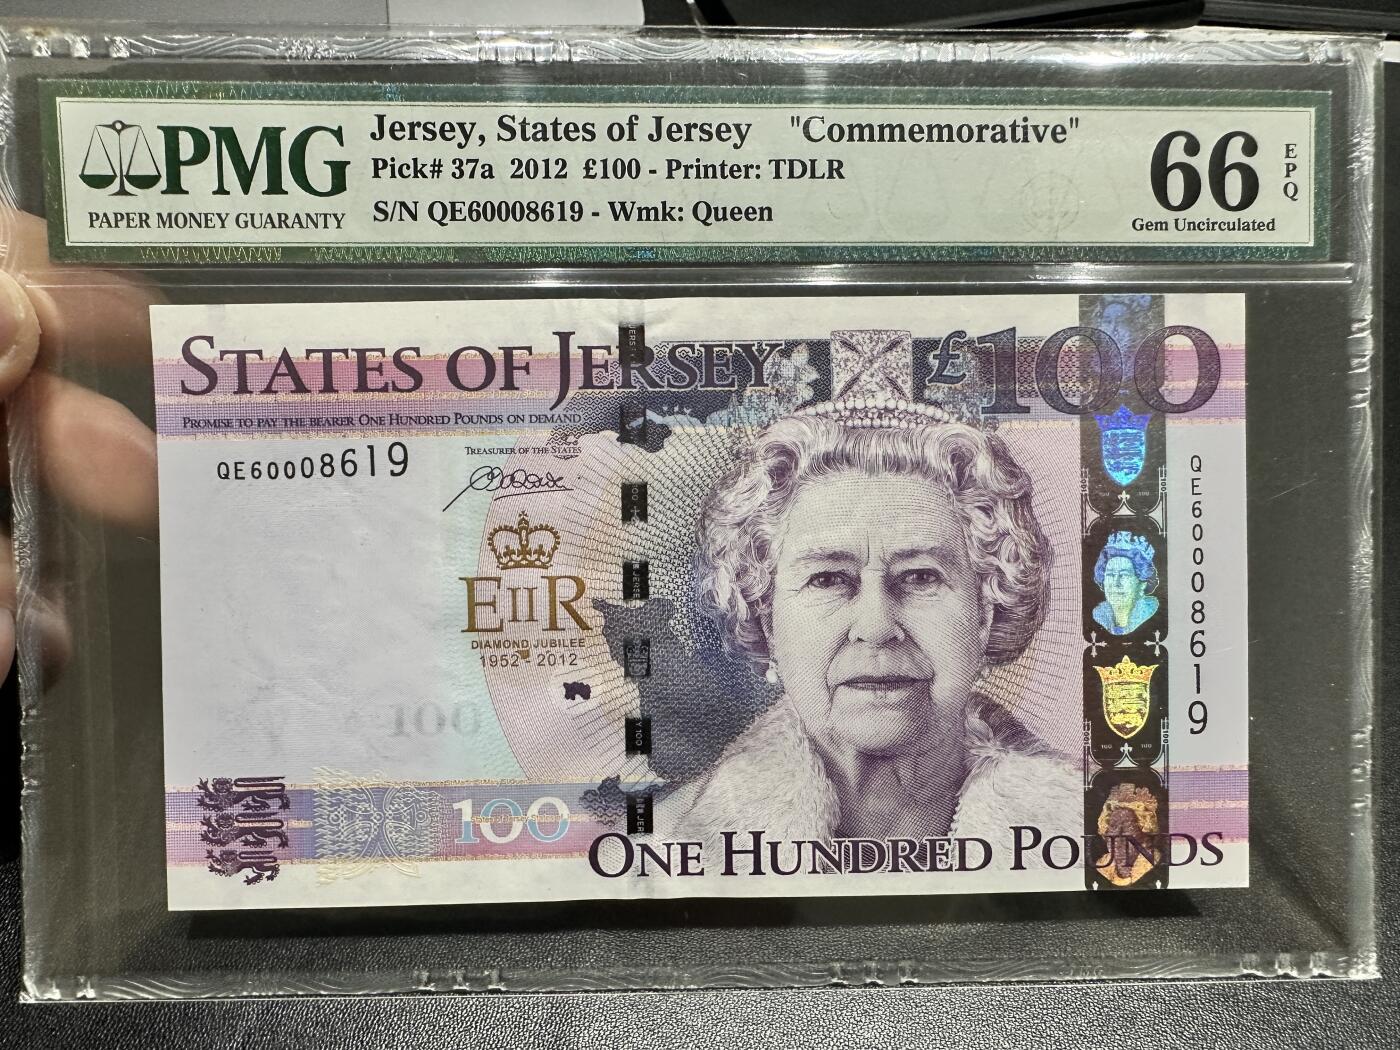 PMG
PAPER MONEY GUARANTY
Jersey, States of Jersey "Commemorative"
Pick# 37a 2012 £100 - Printer: TDLR
S/N QE60008619 - Wmk: Queen
66
EPQ
Gem Uncirculated
STATES OF JERSEY £100
PROMISE TO PAY THE BEARER ONE HUNDRED POUNDS ON DEMAND
TREASURER OF THE STATES
QE60008619
EIIR
DIAMOND JUBILEE
1952 - 2012
QE60008619
100
100
ONE HUNDRED POUNDS